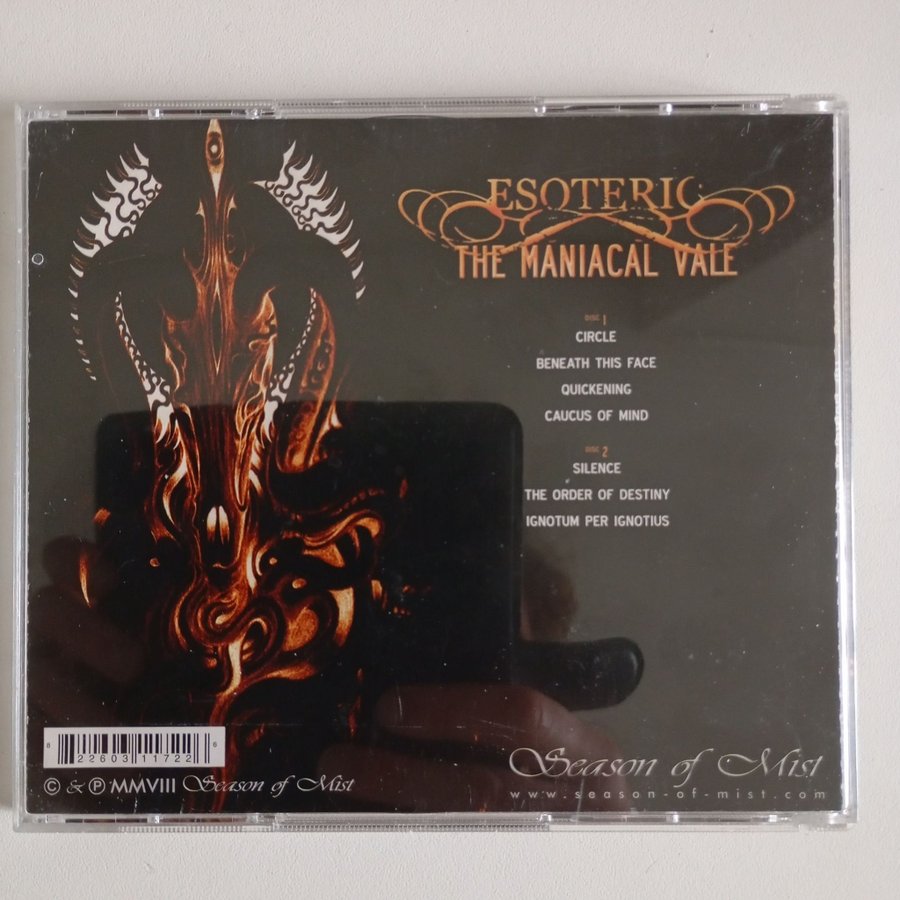 ESOTERIC
THE MANIACAL VALE
DISC 1
CIRCLE
BENEATH THIS FACE
QUICKENING
CAUCUS OF MIND
DISC 2
SILENCE
THE ORDER OF DESTINY
IGNOTUM PER IGNOTIUS
8 22603 11722 6
© & ℗ MMVIII Season of Mist
Season of Mist
www.season-of-mist.com